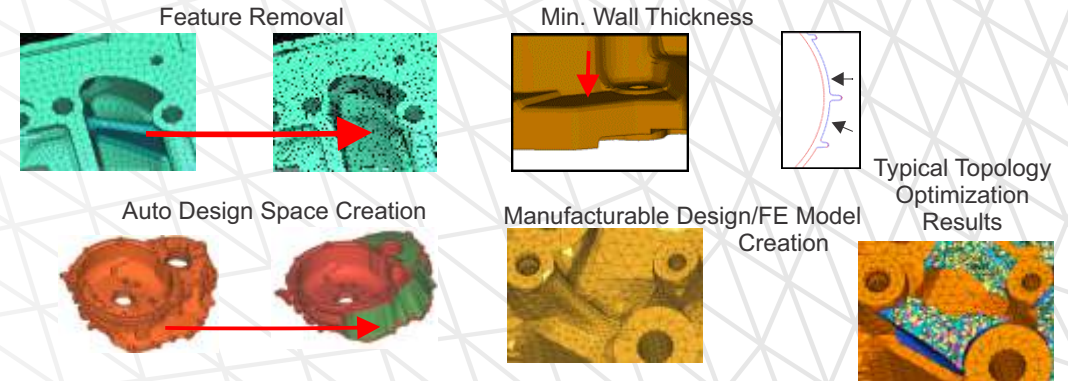 Feature Removal
Min. Wall Thickness
Typical Topology
Optimization
Results
Auto Design Space Creation
Manufacturable Design/FE Model
Creation